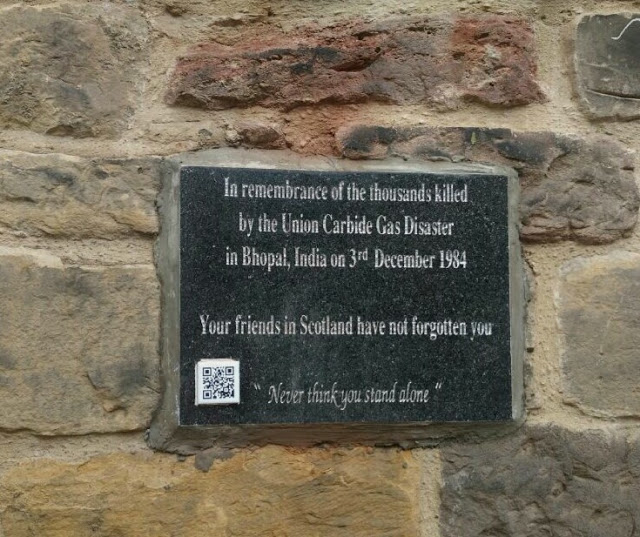 In remembrance of the thousands killed
by the Union Carbide Gas Disaster
in Bhopal, India on 3rd December 1984
Your friends in Scotland have not forgotten you
" Never think you stand alone "